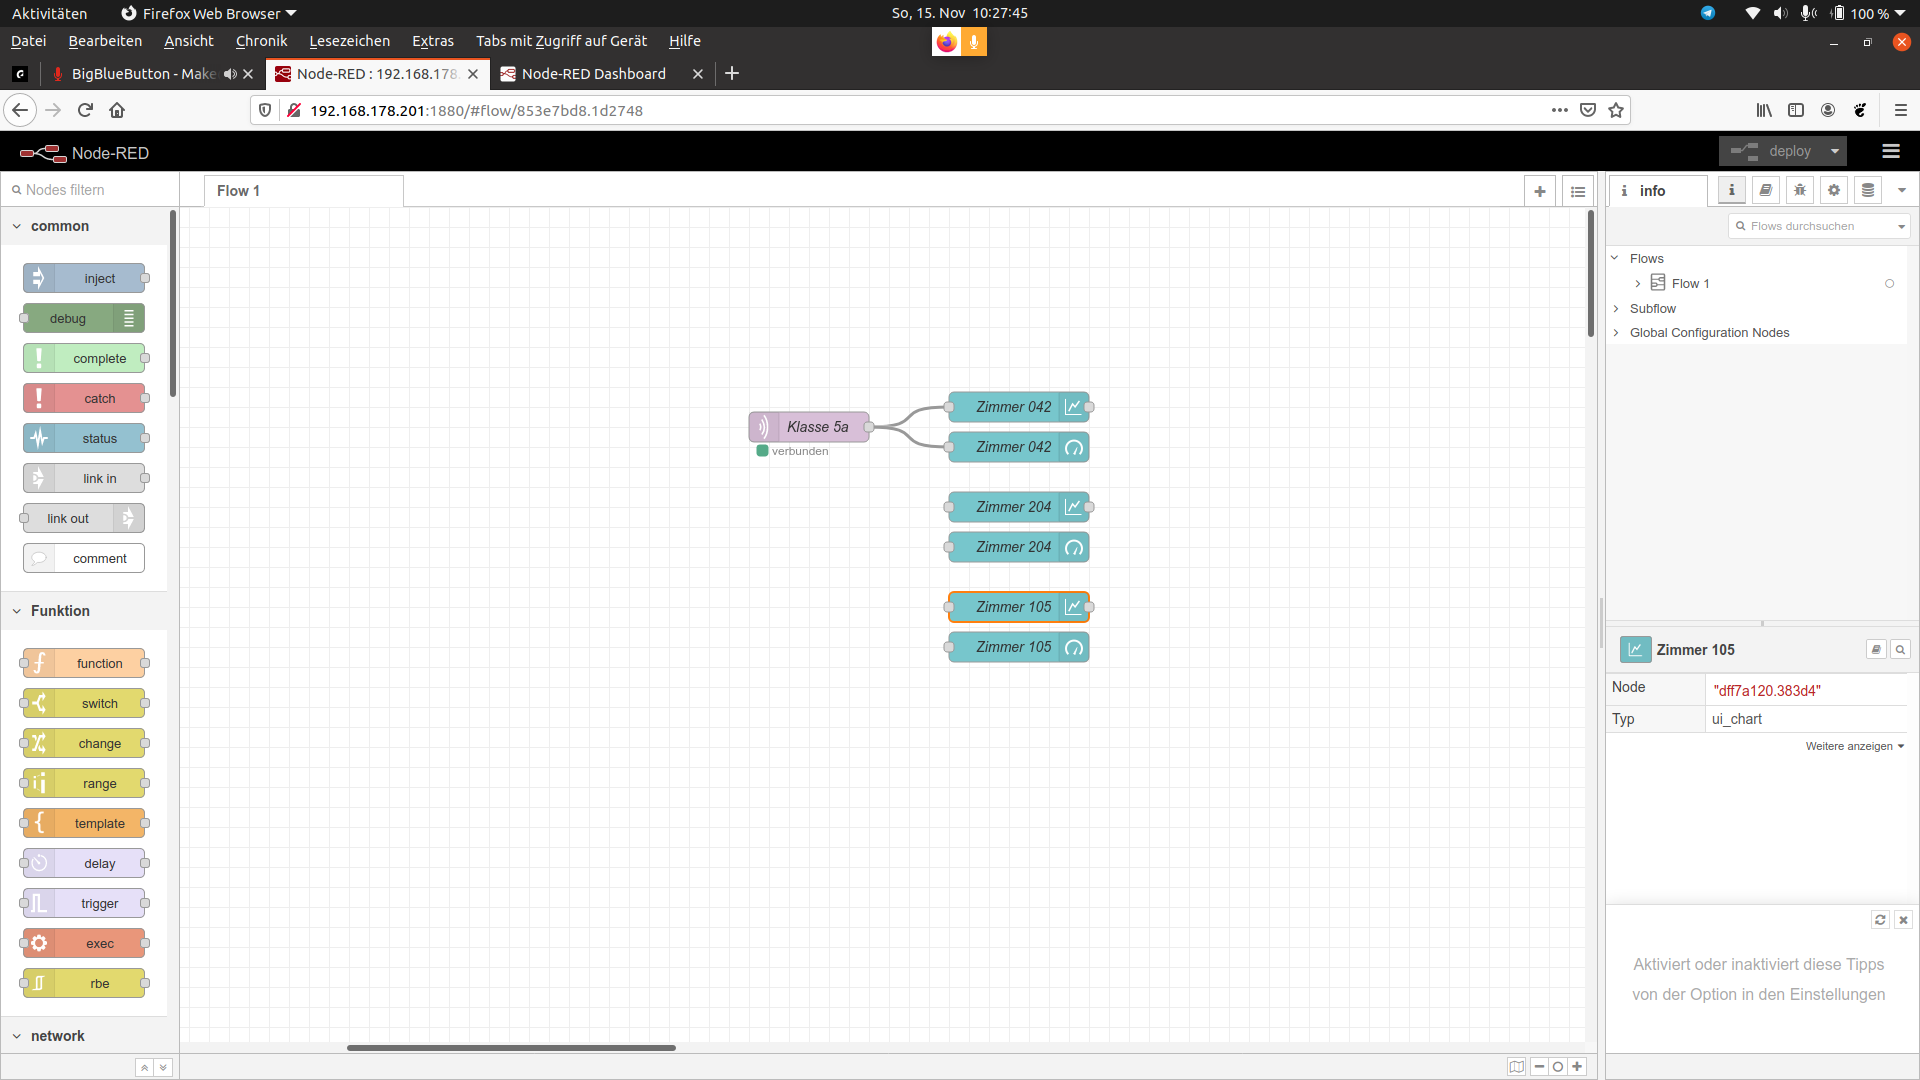 Aktivitäten
Firefox Web Browser
So, 15. Nov 10:27:45
100 %
Datei Bearbeiten Ansicht Chronik Lesezeichen Extras Tabs mit Zugriff auf Gerät Hilfe
BigBlueButton - Make
Node-RED : 192.168.178.
Node-RED Dashboard
192.168.178.201:1880/#flow/853e7bd8.1d2748
Node-RED
deploy
Nodes filtern
Flow 1
info
Flows durchsuchen
common
inject
debug
complete
catch
status
link in
link out
comment
Funktion
function
switch
change
range
template
delay
trigger
exec
rbe
network
Klasse 5a
verbunden
Zimmer 042
Zimmer 042
Zimmer 204
Zimmer 204
Zimmer 105
Zimmer 105
Flows
Flow 1
Subflow
Global Configuration Nodes
Zimmer 105
Node "dff7a120.383d4"
Typ ui_chart
Weitere anzeigen
Aktiviert oder inaktiviert diese Tipps
von der Option in den Einstellungen